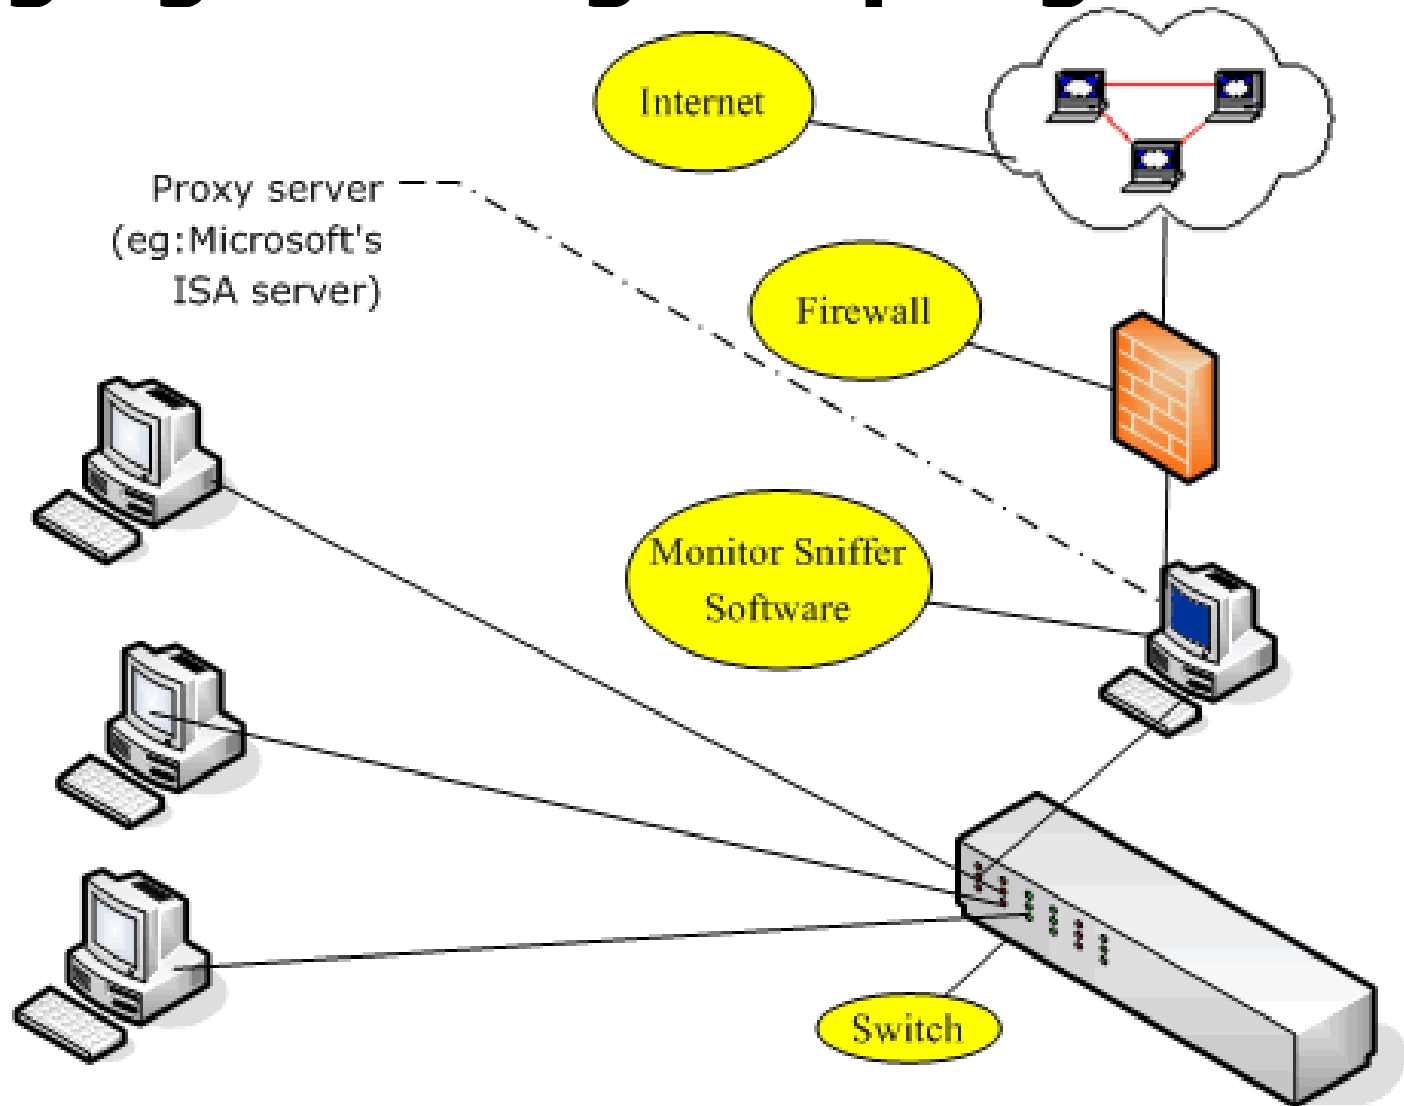 Internet
Proxy server
(eg:Microsoft's
ISA server)
Firewall
Monitor Sniffer
Software
Switch